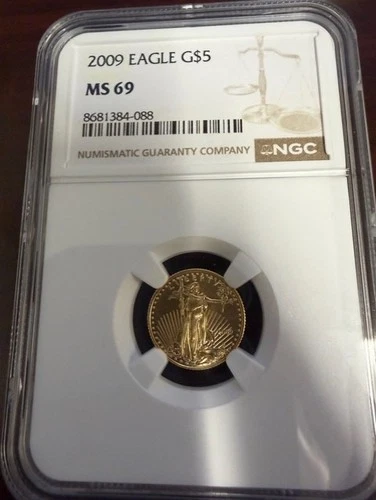 2009 EAGLE G$5
MS 69
8681384-088
NUMISMATIC GUARANTY COMPANY
NGC